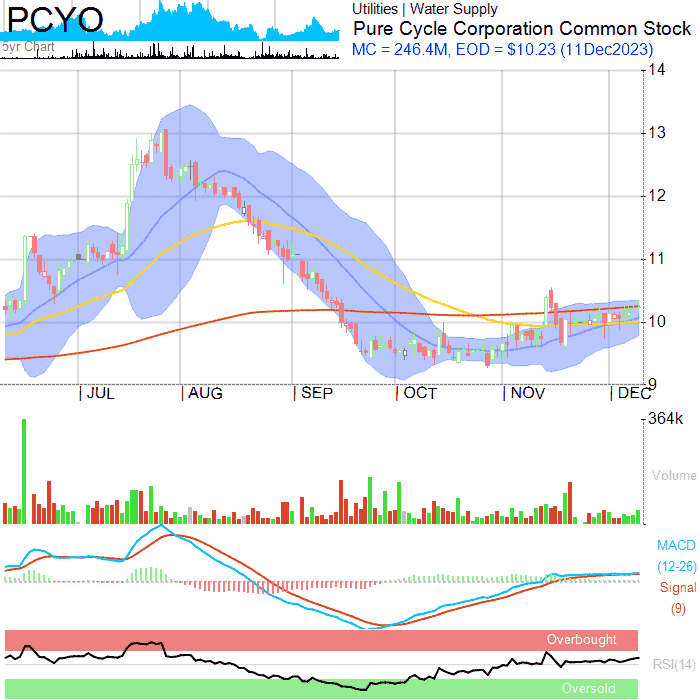 PCYO
5yr Chart
Utilities | Water Supply
Pure Cycle Corporation Common Stock
MC = 246.4M, EOD = $10.23 (11Dec2023)
14
13
12
11
10
9
JUL AUG SEP OCT NOV DEC
364k
Volume
MACD
(12-26)
Signal
(9)
Overbought
RSI(14)
Oversold